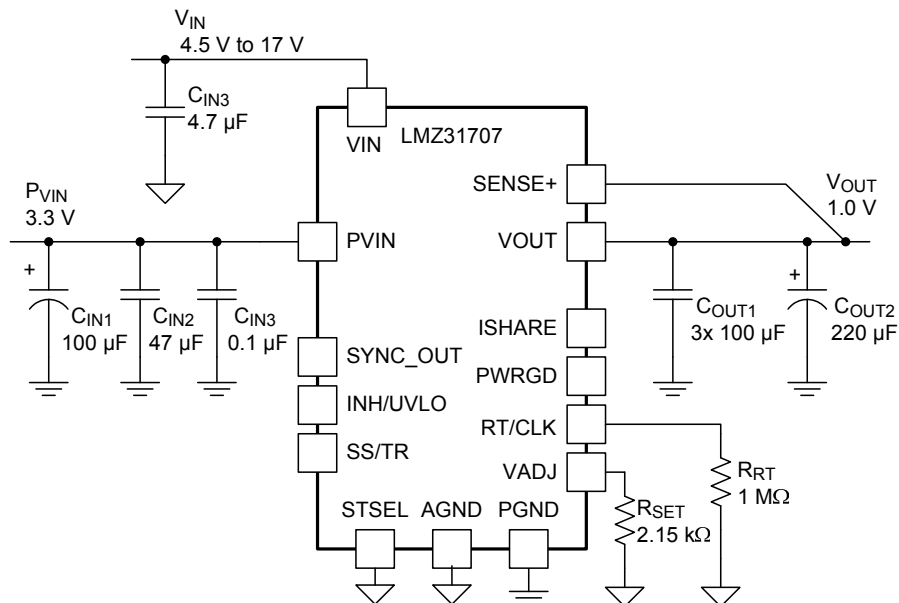 VIN
4.5 V to 17 V
CIN3
4.7 µF
VIN
LMZ31707
SENSE+
VOUT
1.0 V
PVIN
3.3 V
PVIN
VOUT
+
CIN1
100 µF
CIN2
47 µF
CIN3
0.1 µF
COUT1
3x 100 µF
+
COUT2
220 µF
ISHARE
SYNC_OUT
PWRGD
INH/UVLO
RT/CLK
SS/TR
VADJ
RRT
1 MΩ
STSEL
AGND
PGND
RSET
2.15 kΩ